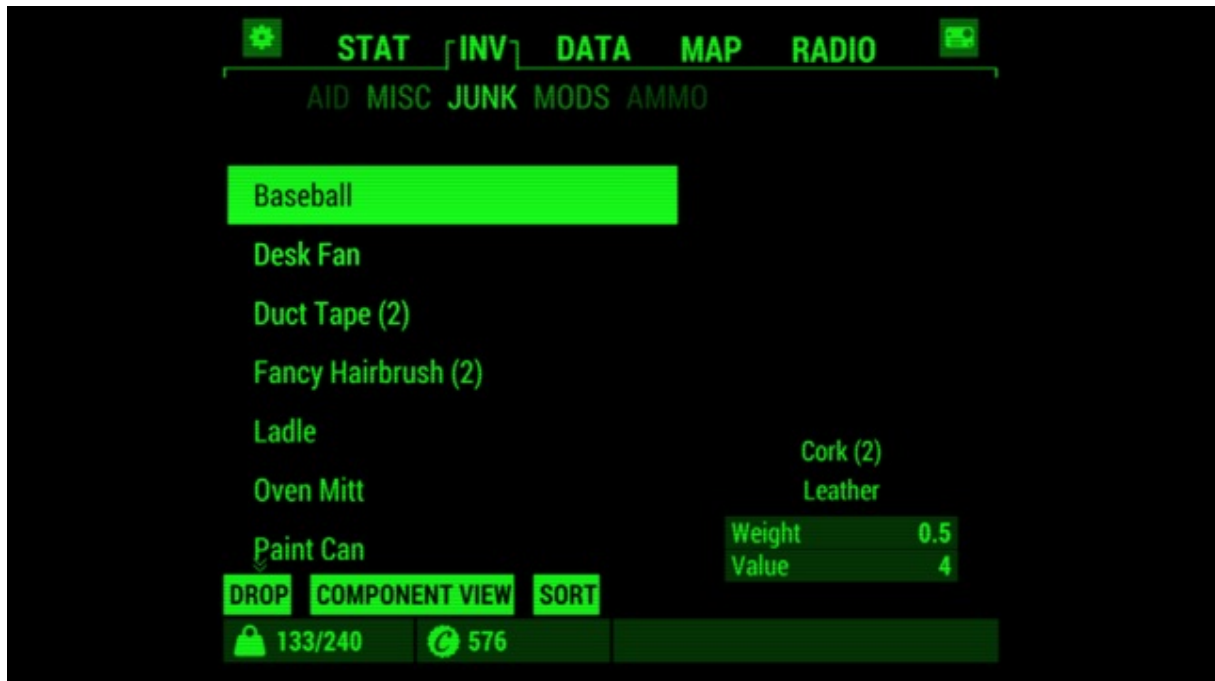 STAT INV DATA MAP RADIO
AID MISC JUNK MODS AMMO
Baseball
Desk Fan
Duct Tape (2)
Fancy Hairbrush (2)
Ladle
Oven Mitt
Paint Can
Cork (2)
Leather
Weight 0.5
Value 4
DROP COMPONENT VIEW SORT
133/240 576